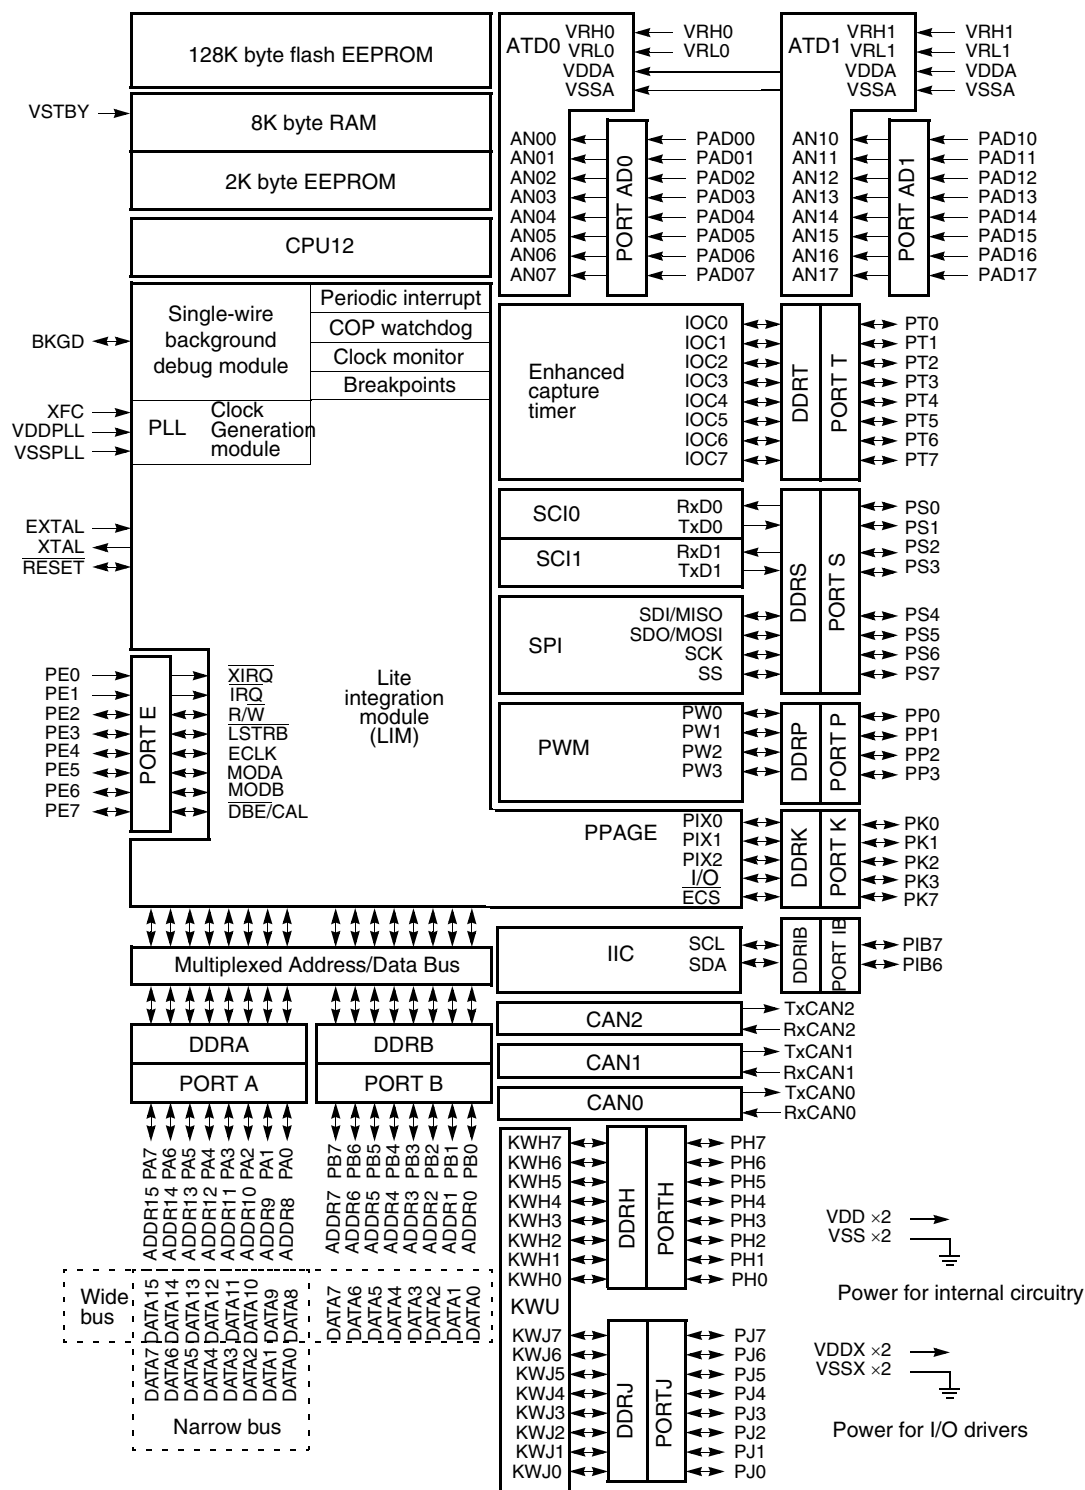 128K byte flash EEPROM
VSTBY
8K byte RAM
2K byte EEPROM
CPU12
Single-wire
background
debug module
Periodic interrupt
COP watchdog
Clock monitor
Breakpoints
BKGD
XFC
VDDPLL
VSSPLL
PLL
Clock
Generation
module
EXTAL
XTAL
RESET
Lite
integration
module
(LIM)
PE0
PE1
PE2
PE3
PE4
PE5
PE6
PE7
PORT E
XIRQ
IRQ
R/W
LSTRB
ECLK
MODA
MODB
DBE/CAL
ATD0
VRH0
VRL0
VDDA
VSSA
VRH0
VRL0
AN00
AN01
AN02
AN03
AN04
AN05
AN06
AN07
PORT AD0
PAD00
PAD01
PAD02
PAD03
PAD04
PAD05
PAD06
PAD07
ATD1
VRH1
VRL1
VDDA
VSSA
VRH1
VRL1
VDDA
VSSA
AN10
AN11
AN12
AN13
AN14
AN15
AN16
AN17
PORT AD1
PAD10
PAD11
PAD12
PAD13
PAD14
PAD15
PAD16
PAD17
Enhanced
capture
timer
IOC0
IOC1
IOC2
IOC3
IOC4
IOC5
IOC6
IOC7
DDRT
PORT T
PT0
PT1
PT2
PT3
PT4
PT5
PT6
PT7
SCI0
RxD0
TxD0
SCI1
RxD1
TxD1
SPI
SDI/MISO
SDO/MOSI
SCK
SS
DDRS
PORT S
PS0
PS1
PS2
PS3
PS4
PS5
PS6
PS7
PWM
PW0
PW1
PW2
PW3
DDRP
PORT P
PP0
PP1
PP2
PP3
PPAGE
PIX0
PIX1
PIX2
I/O
ECS
DDRK
PORT K
PK0
PK1
PK2
PK3
PK7
IIC
SCL
SDA
DDRIB
PORT IB
PIB7
PIB6
CAN2
TxCAN2
RxCAN2
CAN1
TxCAN1
RxCAN1
CAN0
TxCAN0
RxCAN0
Multiplexed Address/Data Bus
DDRA
PORT A
DDRB
PORT B
PA7
PA6
PA5
PA4
PA3
PA2
PA1
PA0
PB7
PB6
PB5
PB4
PB3
PB2
PB1
PB0
ADDR15
ADDR14
ADDR13
ADDR12
ADDR11
ADDR10
ADDR9
ADDR8
ADDR7
ADDR6
ADDR5
ADDR4
ADDR3
ADDR2
ADDR1
ADDR0
Wide
bus
DATA15
DATA14
DATA13
DATA12
DATA11
DATA10
DATA9
DATA8
DATA7
DATA6
DATA5
DATA4
DATA3
DATA2
DATA1
DATA0
DATA7
DATA6
DATA5
DATA4
DATA3
DATA2
DATA1
DATA0
Narrow bus
KWH7
KWH6
KWH5
KWH4
KWH3
KWH2
KWH1
KWH0
DDRH
PORTH
PH7
PH6
PH5
PH4
PH3
PH2
PH1
PH0
KWU
KWJ7
KWJ6
KWJ5
KWJ4
KWJ3
KWJ2
KWJ1
KWJ0
DDRJ
PORTJ
PJ7
PJ6
PJ5
PJ4
PJ3
PJ2
PJ1
PJ0
VDD ×2
VSS ×2
Power for internal circuitry
VDDX ×2
VSSX ×2
Power for I/O drivers